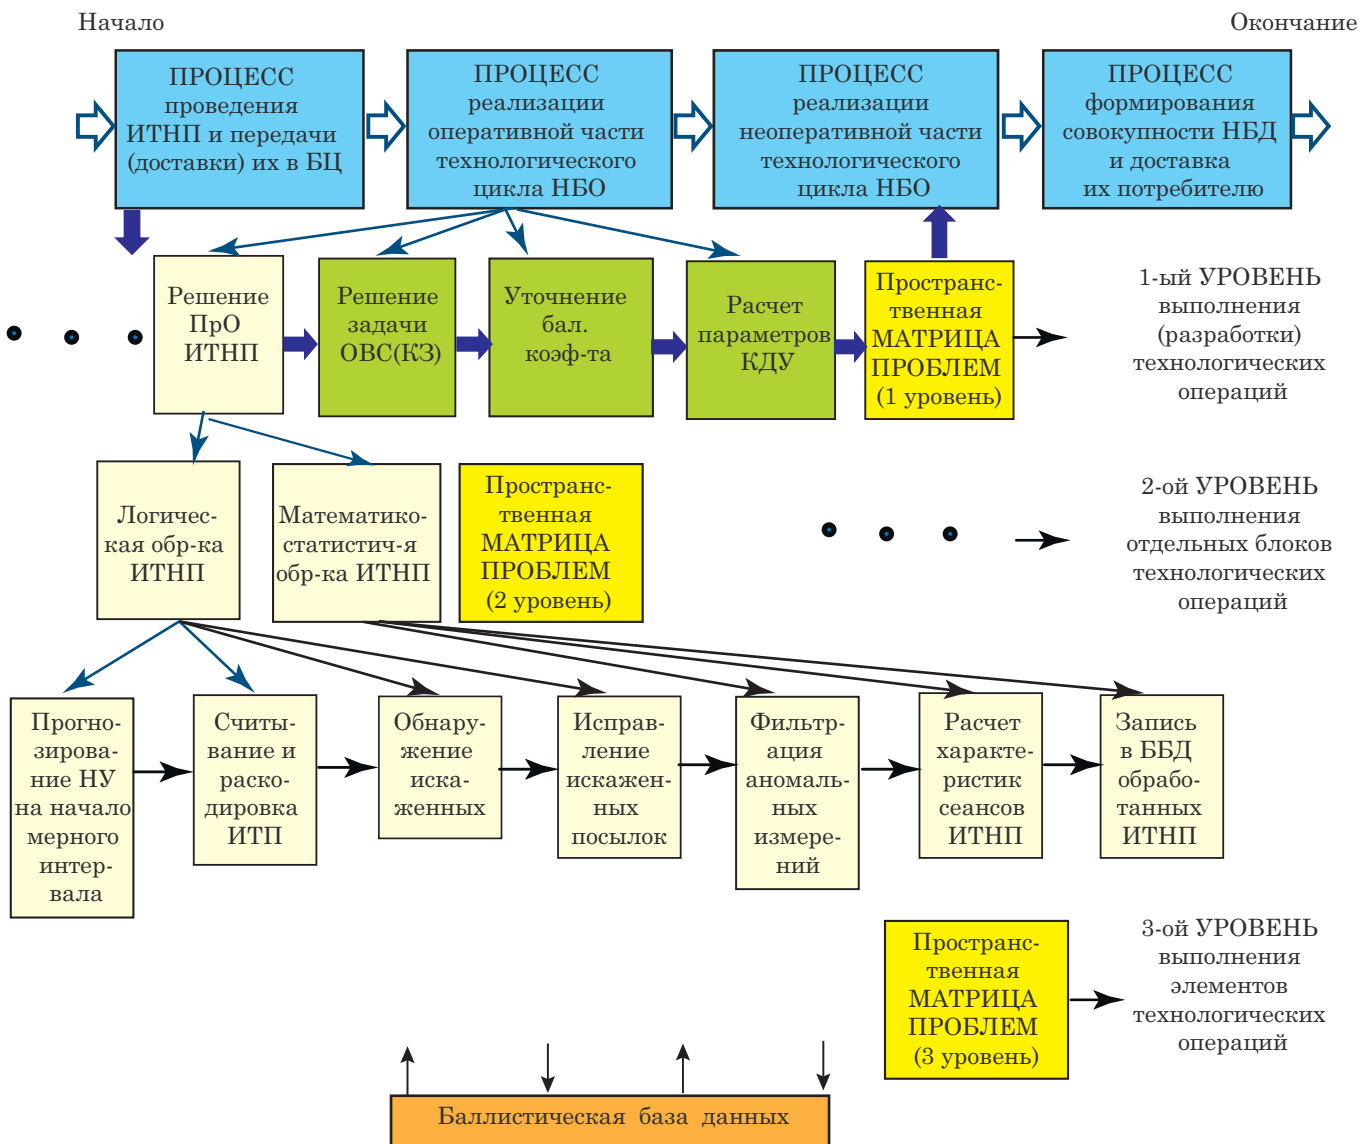 Начало
Окончание
ПРОЦЕСС
проведения
ИТНП и передачи
(доставки) их в БЦ
ПРОЦЕСС
реализации
оперативной части
технологического
цикла НБО
ПРОЦЕСС
реализации
неоперативной части
технологического
цикла НБО
ПРОЦЕСС
формирования
совокупности НБД
и доставка
их потребителю
Решение
ПрО
ИТНП
Решение
задачи
ОВС(КЗ)
Уточнение
бал.
коэф-та
Расчет
параметров
КДУ
Пространс-
твенная
МАТРИЦА
ПРОБЛЕМ
(1 уровень)
1-ый УРОВЕНЬ
выполнения
(разработки)
технологических
операций
Логичес-
кая обр-ка
ИТНП
Математико-
статистич-я
обр-ка ИТНП
Пространс-
твенная
МАТРИЦА
ПРОБЛЕМ
(2 уровень)
2-ой УРОВЕНЬ
выполнения
отдельных блоков
технологических
операций
Прогно-
зирова-
ние НУ
на начало
мерного
интер-
вала
Считы-
вание и
раско-
дировка
ИТП
Обнару-
жение
иска-
женных
Исправ-
ление
искажен-
ных
посылок
Фильт-
рация
аномаль-
ных
измере-
ний
Расчет
характе-
ристик
сеансов
ИТНП
Запись
в ББД
обрабо-
танных
ИТНП
Пространс-
твенная
МАТРИЦА
ПРОБЛЕМ
(3 уровень)
3-ой УРОВЕНЬ
выполнения
элементов
технологических
операций
Баллистическая база данных